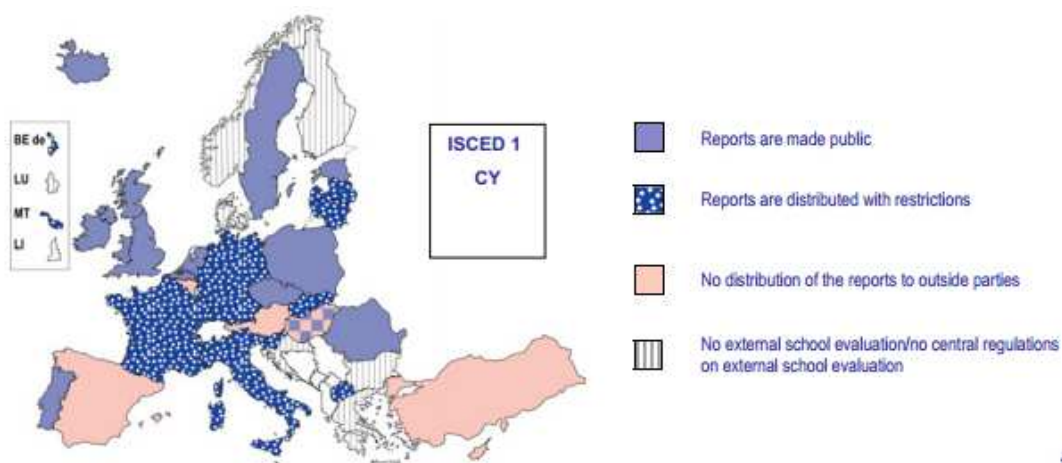 BE de
LU
MT
LI
ISCED 1
CY
Reports are made public
Reports are distributed with restrictions
No distribution of the reports to outside parties
No external school evaluation/no central regulations
on external school evaluation